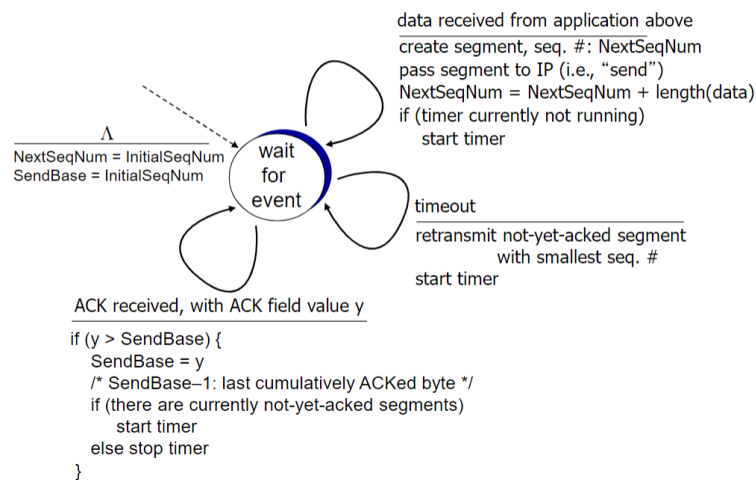 data received from application above
create segment, seq. #: NextSeqNum
pass segment to IP (i.e., “send”)
NextSeqNum = NextSeqNum + length(data)
if (timer currently not running)
start timer
Λ
NextSeqNum = InitialSeqNum
SendBase = InitialSeqNum
wait
for
event
timeout
retransmit not-yet-acked segment
with smallest seq. #
start timer
ACK received, with ACK field value y
if (y > SendBase) {
SendBase = y
/* SendBase–1: last cumulatively ACKed byte */
if (there are currently not-yet-acked segments)
start timer
else stop timer
}